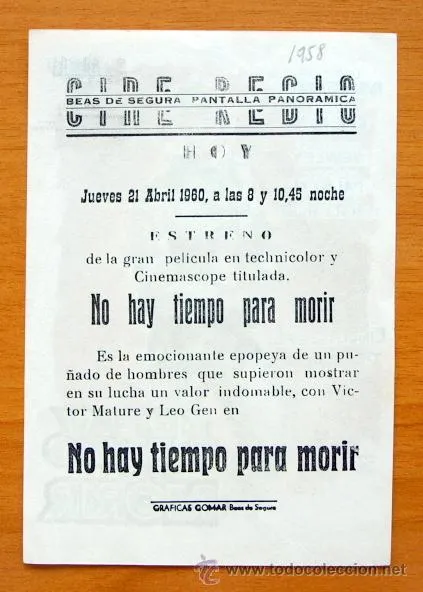 1958
CINE REGIO
BEAS DE SEGURA PANTALLA PANORAMICA
CINE REGIO
HOY
Jueves 21 Abril 1960, a las 8 y 10,45 noche
ESTRENO
de la gran película en technicolor y
Cinemascope titulada.
No hay tiempo para morir
Es la emocionante epopeya de un pu-
ñado de hombres que supieron mostrar
en su lucha un valor indomable, con Vic-
tor Mature y Leo Gen en
No hay tiempo para morir
GRAFICAS GOMAR Beas de Segura
www.todocoleccion.net